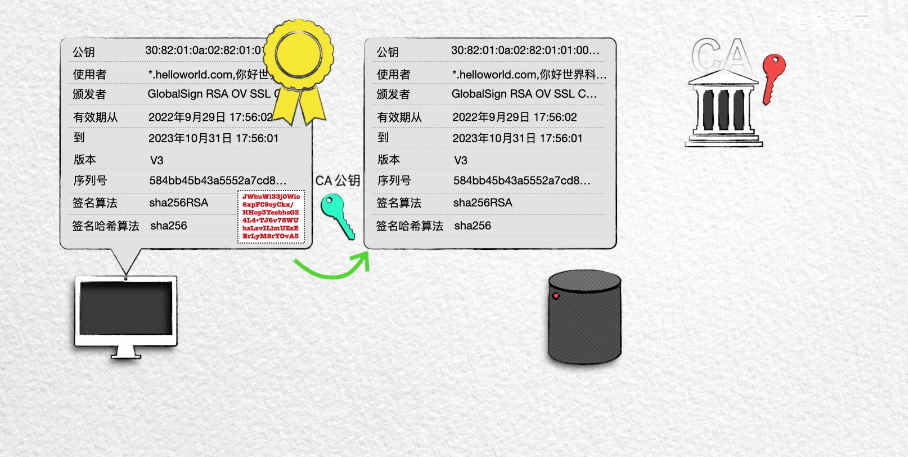 CA
公钥 30:82:01:0a:02:82:01:01
使用者 *.helloworld.com,你好世
颁发者 GlobalSign RSA OV SSL C
有效期从 2022年9月29日 17:56:02
到 2023年10月31日 17:56:01
版本 V3
序列号 584bb45b43a5552a7cd8...
签名算法 sha256RSA
签名哈希算法 sha256
CA 公钥
公钥 30:82:01:0a:02:82:01:01:00...
使用者 *.helloworld.com,你好世界科...
颁发者 GlobalSign RSA OV SSL C...
有效期从 2022年9月29日 17:56:02
到 2023年10月31日 17:56:01
版本 V3
序列号 584bb45b43a5552a7cd8...
签名算法 sha256RSA
签名哈希算法 sha256